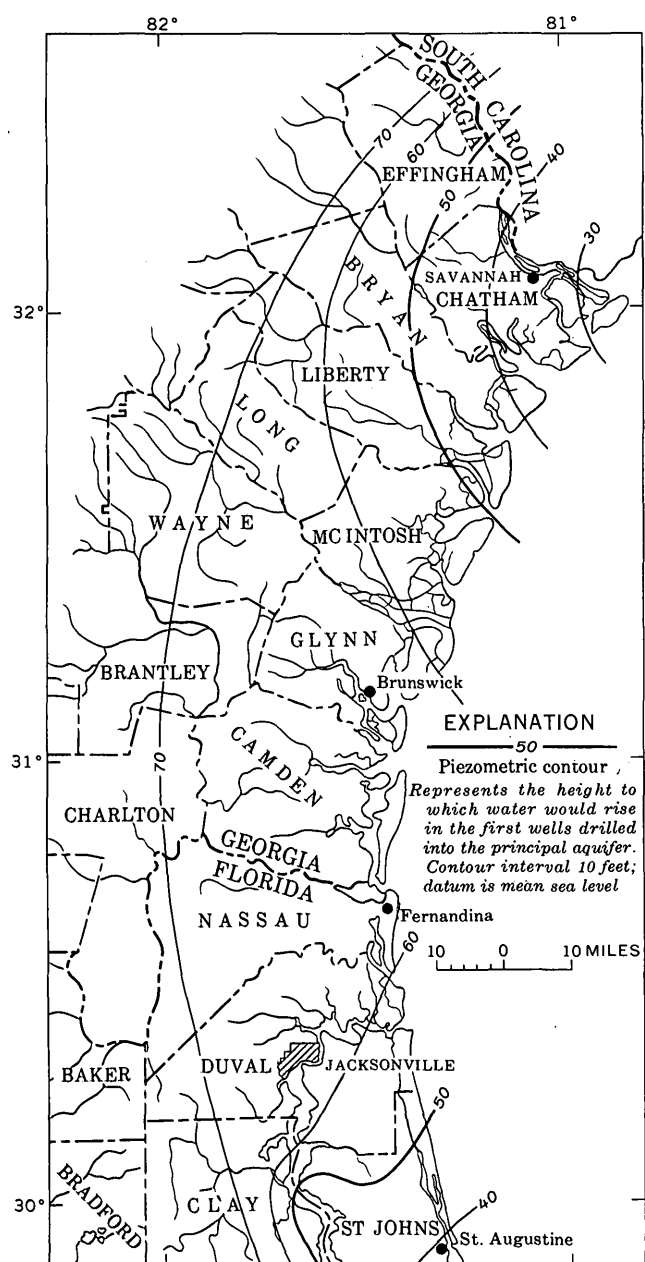 82°
81°
SOUTH CAROLINA
GEORGIA
70
60
50
40
30
EFFINGHAM
BRYAN
SAVANNAH
CHATHAM
32°
LIBERTY
LONG
WAYNE
MC INTOSH
GLYNN
BRANTLEY
Brunswick
EXPLANATION
50
Piezometric contour
Represents the height to
which water would rise
in the first wells drilled
into the principal aquifer.
Contour interval 10 feet;
datum is mean sea level
31°
CAMDEN
70
CHARLTON
GEORGIA
FLORIDA
NASSAU
Fernandina
60
10 0 10 MILES
BAKER
DUVAL
JACKSONVILLE
50
BRADFORD
30°
CLAY
40
ST JOHNS
St. Augustine